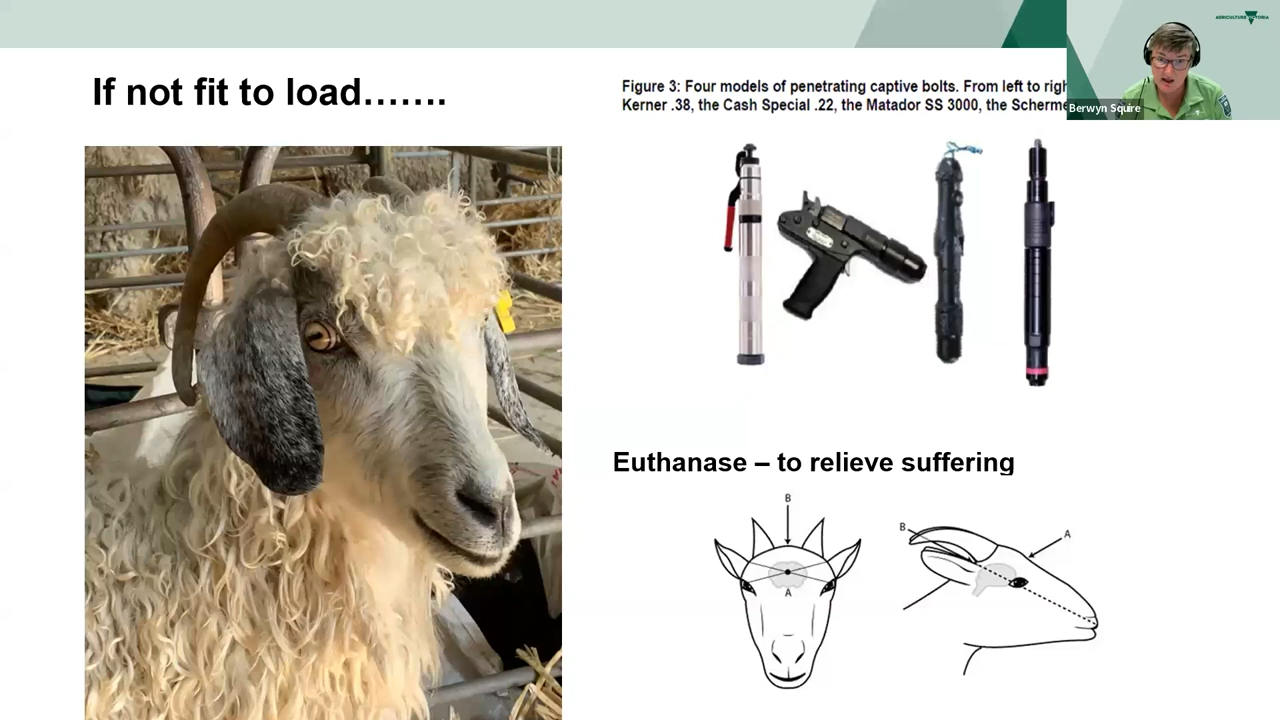 If not fit to load…….
Figure 3: Four models of penetrating captive bolts. From left to righ
Kerner .38, the Cash Special .22, the Matador SS 3000, the Scherme
AGRICULTURE VICTORIA
Berwyn Squire
Euthanase – to relieve suffering
B
A
B
A